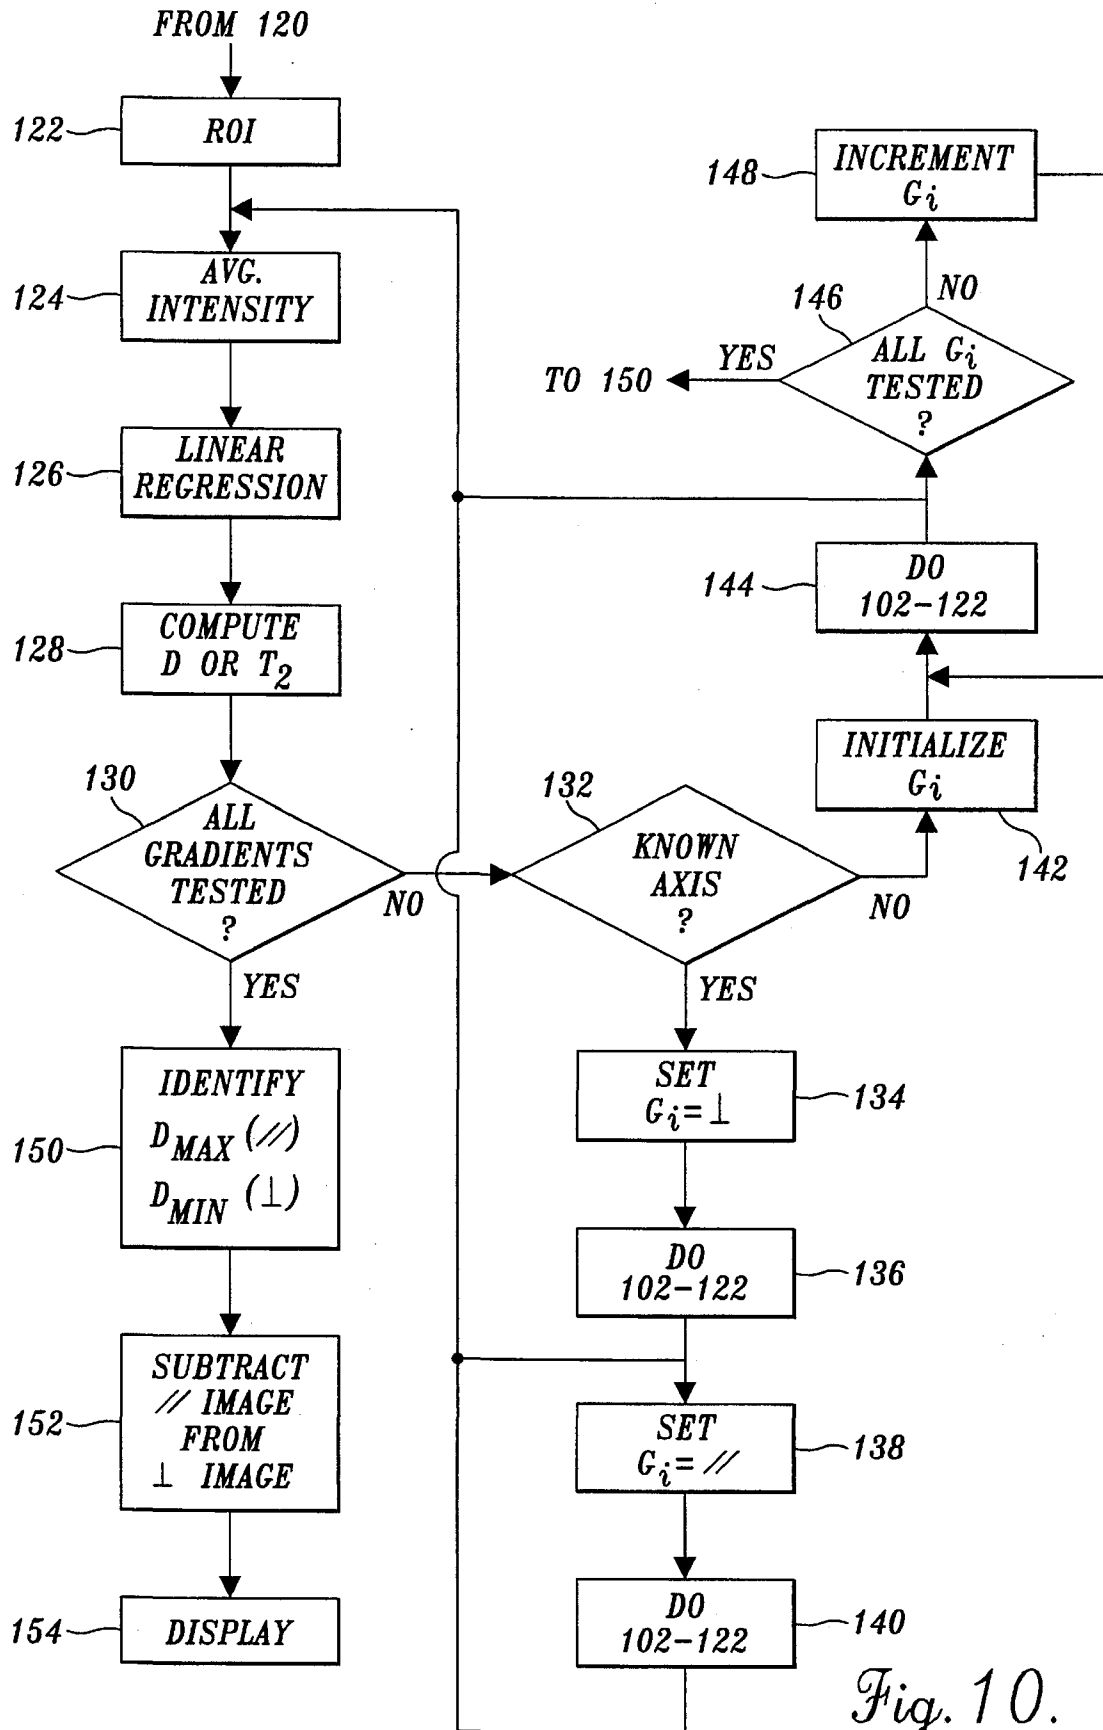 FROM 120
122
ROI
124
AVG.
INTENSITY
126
LINEAR
REGRESSION
128
COMPUTE
D OR T2
130
ALL
GRADIENTS
TESTED
?
NO
YES
150
IDENTIFY
DMAX (//)
DMIN (⊥)
152
SUBTRACT
// IMAGE
FROM
⊥ IMAGE
154
DISPLAY
132
KNOWN
AXIS
?
NO
YES
SET
Gi=⊥
134
DO
102-122
136
SET
Gi=//
138
DO
102-122
140
148
INCREMENT
Gi
NO
146
ALL Gi
TESTED
?
YES
TO 150
144
DO
102-122
INITIALIZE
Gi
142
Fig. 10.